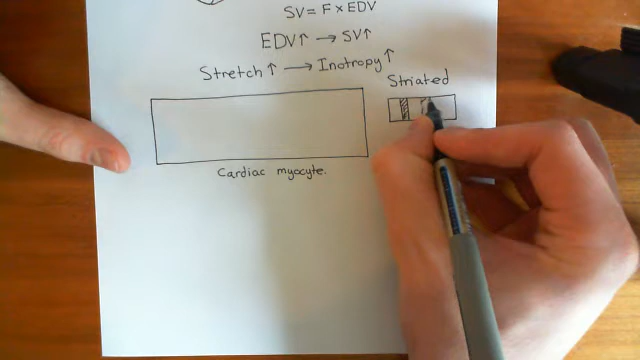 SV = F × EDV
EDV↑ → SV↑
Stretch↑ → Inotropy↑
Striated
Cardiac myocyte.